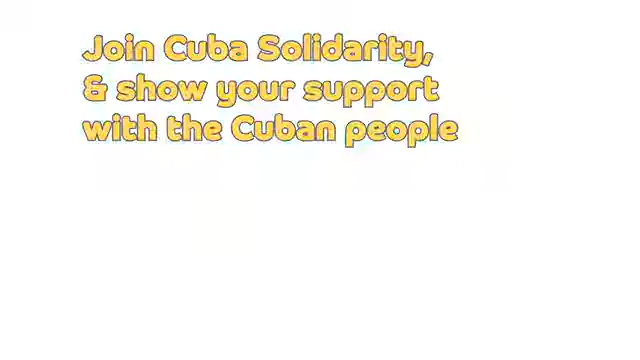 Join Cuba Solidarity,
& show your support
with the Cuban people